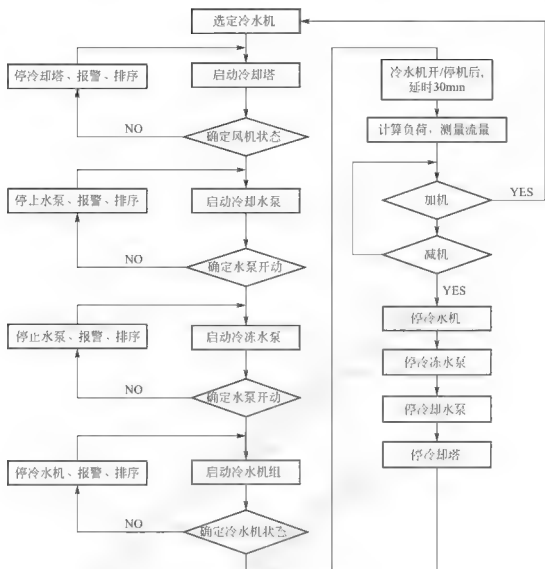 选定冷水机
停冷却塔、报警、排序
启动冷却塔
NO
确定风机状态
停止水泵、报警、排序
启动冷却水泵
NO
确定水泵开动
停止水泵、报警、排序
启动冷冻水泵
NO
确定水泵开动
停冷水机、报警、排序
启动冷水机组
NO
确定冷水机状态
冷水机开/停机后,
延时30min
计算负荷，测量流量
加机
YES
减机
YES
停冷水机
停冷冻水泵
停冷却水泵
停冷却塔